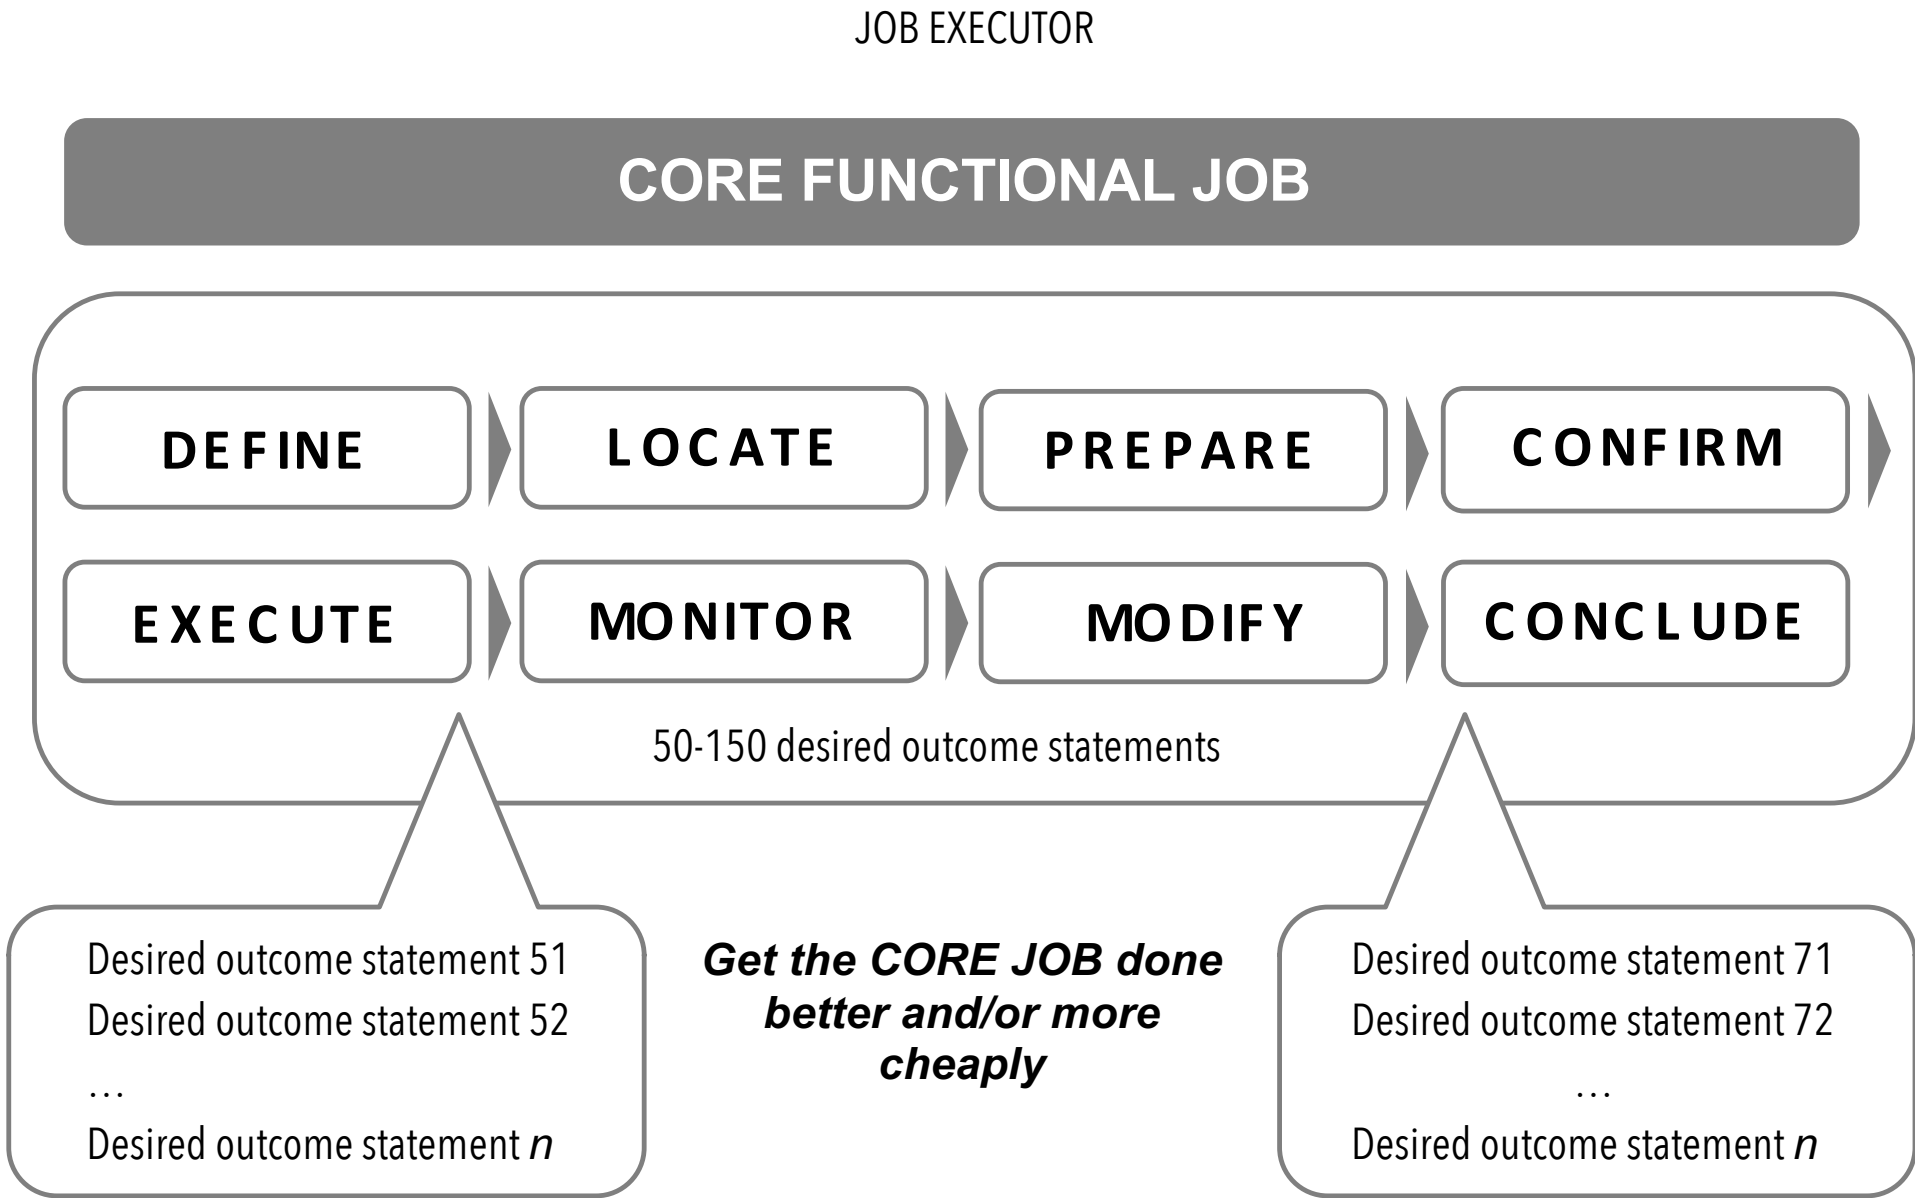 JOB EXECUTOR
CORE FUNCTIONAL JOB
DEFINE
LOCATE
PREPARE
CONFIRM
EXECUTE
MONITOR
MODIFY
CONCLUDE
50-150 desired outcome statements
Desired outcome statement 51
Desired outcome statement 52
...
Desired outcome statement n
Get the CORE JOB done
better and/or more
cheaply
Desired outcome statement 71
Desired outcome statement 72
...
Desired outcome statement n